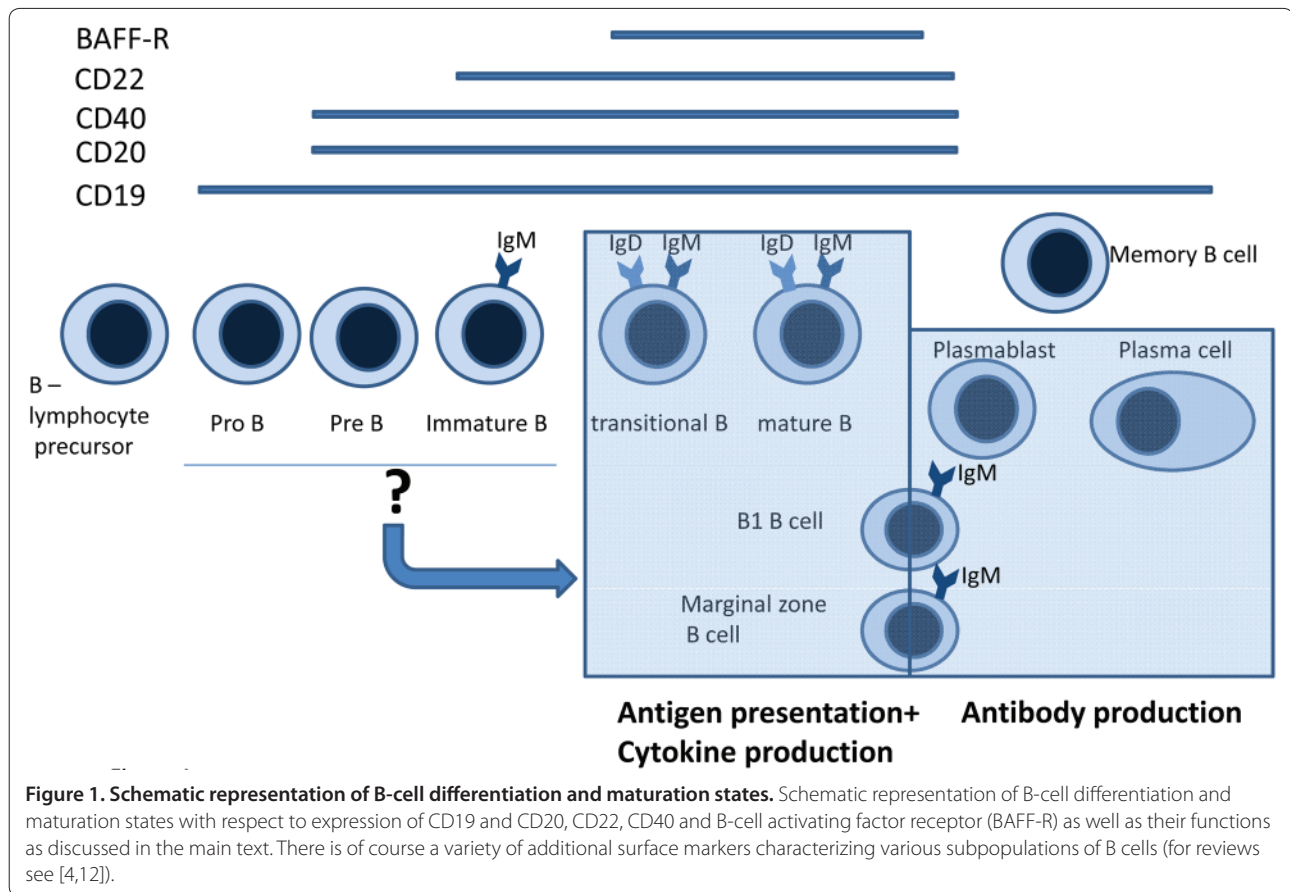 BAFF-R
CD22
CD40
CD20
CD19
IgM
IgD
IgM
IgD
IgM
Memory B cell
B –
lymphocyte
precursor
Pro B
Pre B
Immature B
transitional B
mature B
Plasmablast
Plasma cell
?
B1 B cell
IgM
Marginal zone
B cell
IgM
Antigen presentation+
Cytokine production
Antibody production
Figure 1. Schematic representation of B-cell differentiation and maturation states. Schematic representation of B-cell differentiation and
maturation states with respect to expression of CD19 and CD20, CD22, CD40 and B-cell activating factor receptor (BAFF-R) as well as their functions
as discussed in the main text. There is of course a variety of additional surface markers characterizing various subpopulations of B cells (for reviews
see [4,12]).